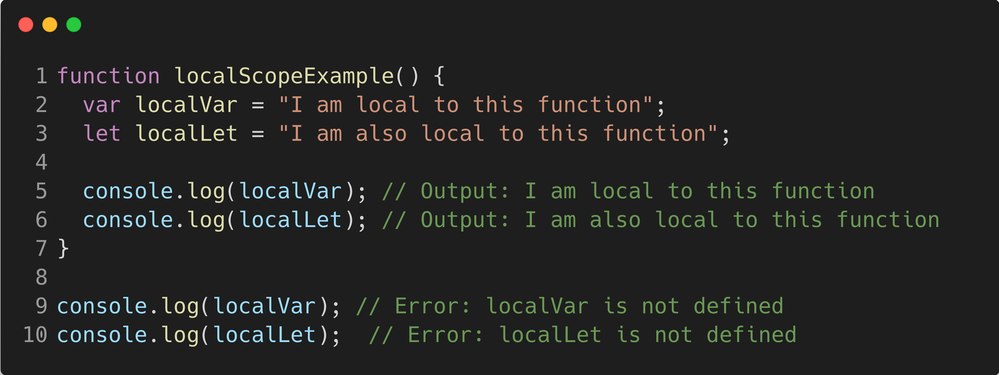 1 function localScopeExample() {
2   var localVar = "I am local to this function";
3   let localLet = "I am also local to this function";
4
5   console.log(localVar); // Output: I am local to this function
6   console.log(localLet); // Output: I am also local to this function
7 }
8
9 console.log(localVar); // Error: localVar is not defined
10 console.log(localLet);  // Error: localLet is not defined